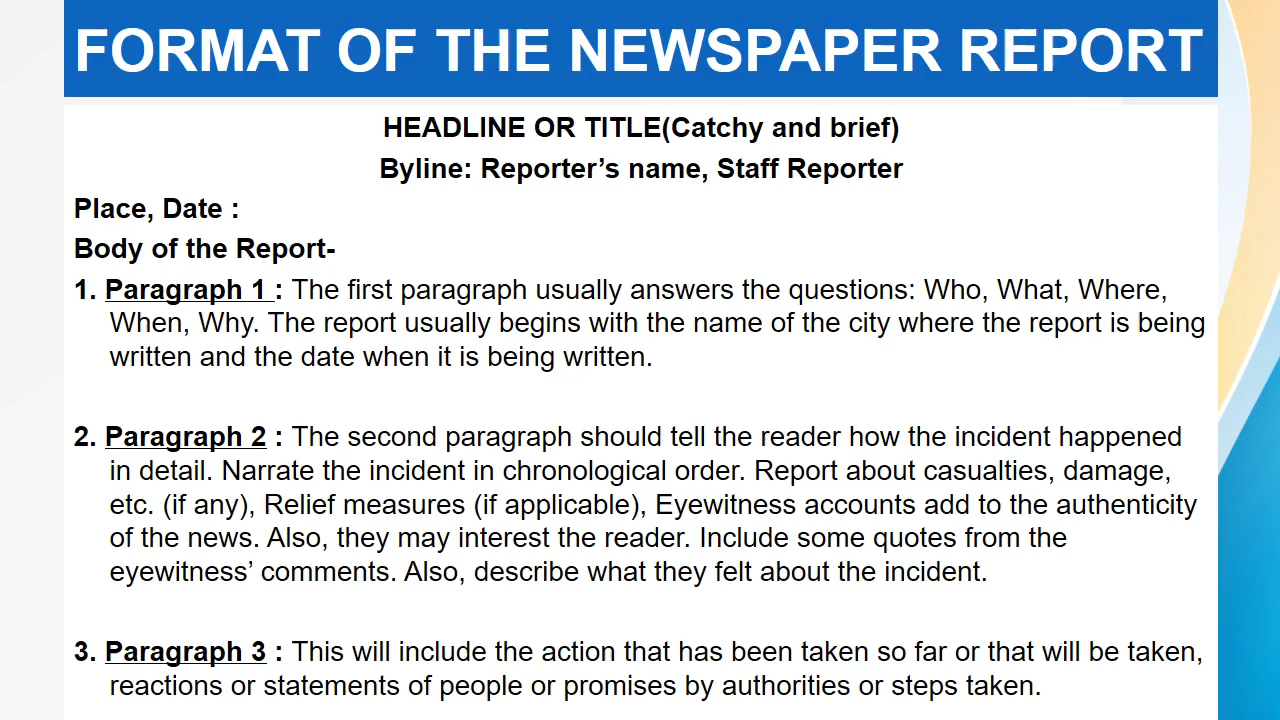 FORMAT OF THE NEWSPAPER REPORT
HEADLINE OR TITLE(Catchy and brief)
Byline: Reporter’s name, Staff Reporter
Place, Date :
Body of the Report-
1. Paragraph 1 : The first paragraph usually answers the questions: Who, What, Where,
When, Why. The report usually begins with the name of the city where the report is being
written and the date when it is being written.
2. Paragraph 2 : The second paragraph should tell the reader how the incident happened
in detail. Narrate the incident in chronological order. Report about casualties, damage,
etc. (if any), Relief measures (if applicable), Eyewitness accounts add to the authenticity
of the news. Also, they may interest the reader. Include some quotes from the
eyewitness’ comments. Also, describe what they felt about the incident.
3. Paragraph 3 : This will include the action that has been taken so far or that will be taken,
reactions or statements of people or promises by authorities or steps taken.